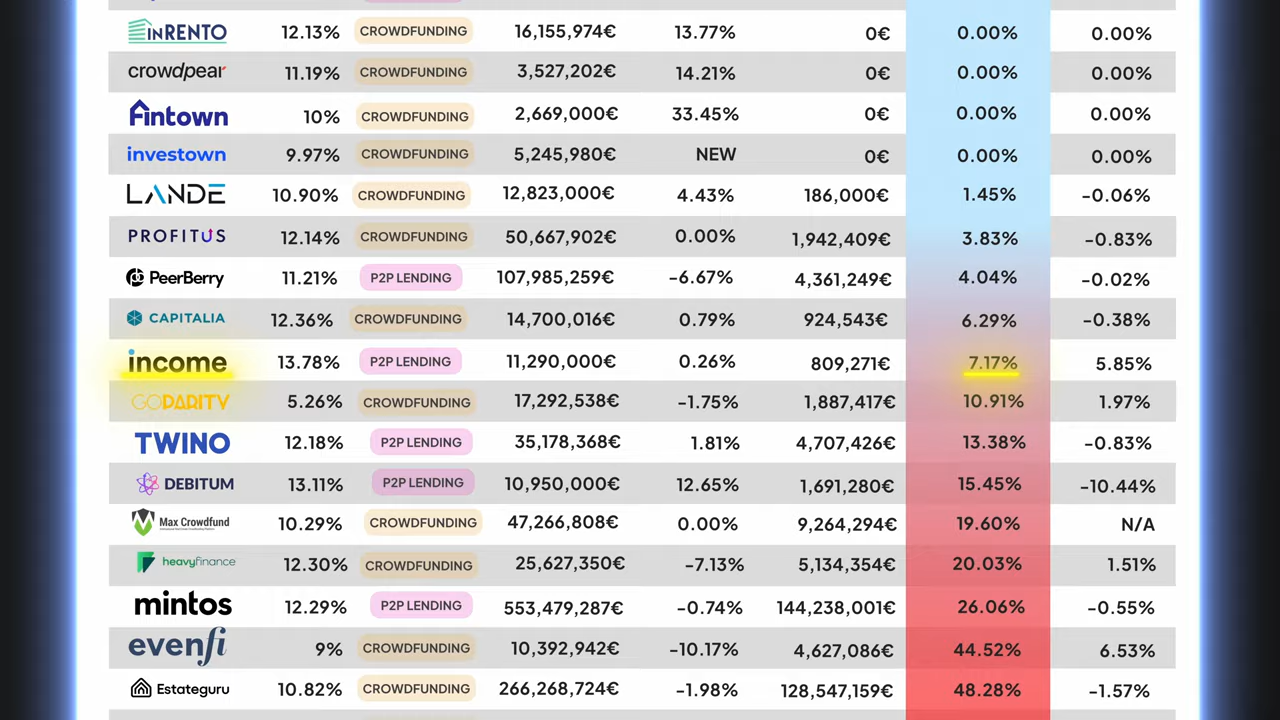 INRENTO 12.13% CROWDFUNDING 16,155,974€ 13.77% 0€ 0.00% 0.00%
crowdpear 11.19% CROWDFUNDING 3,527,202€ 14.21% 0€ 0.00% 0.00%
Fintown 10% CROWDFUNDING 2,669,000€ 33.45% 0€ 0.00% 0.00%
investown 9.97% CROWDFUNDING 5,245,980€ NEW 0€ 0.00% 0.00%
LANDE 10.90% CROWDFUNDING 12,823,000€ 4.43% 186,000€ 1.45% -0.06%
PROFITUS 12.14% CROWDFUNDING 50,667,902€ 0.00% 1,942,409€ 3.83% -0.83%
PeerBerry 11.21% P2P LENDING 107,985,259€ -6.67% 4,361,249€ 4.04% -0.02%
CAPITALIA 12.36% CROWDFUNDING 14,700,016€ 0.79% 924,543€ 6.29% -0.38%
income 13.78% P2P LENDING 11,290,000€ 0.26% 809,271€ 7.17% 5.85%
GOPARITY 5.26% CROWDFUNDING 17,292,538€ -1.75% 1,887,417€ 10.91% 1.97%
TWINO 12.18% P2P LENDING 35,178,368€ 1.81% 4,707,426€ 13.38% -0.83%
DEBITUM 13.11% P2P LENDING 10,950,000€ 12.65% 1,691,280€ 15.45% -10.44%
Max Crowdfund 10.29% CROWDFUNDING 47,266,808€ 0.00% 9,264,294€ 19.60% N/A
heavyfinance 12.30% CROWDFUNDING 25,627,350€ -7.13% 5,134,354€ 20.03% 1.51%
mintos 12.29% P2P LENDING 553,479,287€ -0.74% 144,238,001€ 26.06% -0.55%
evenfi 9% CROWDFUNDING 10,392,942€ -10.17% 4,627,086€ 44.52% 6.53%
Estateguru 10.82% CROWDFUNDING 266,268,724€ -1.98% 128,547,159€ 48.28% -1.57%